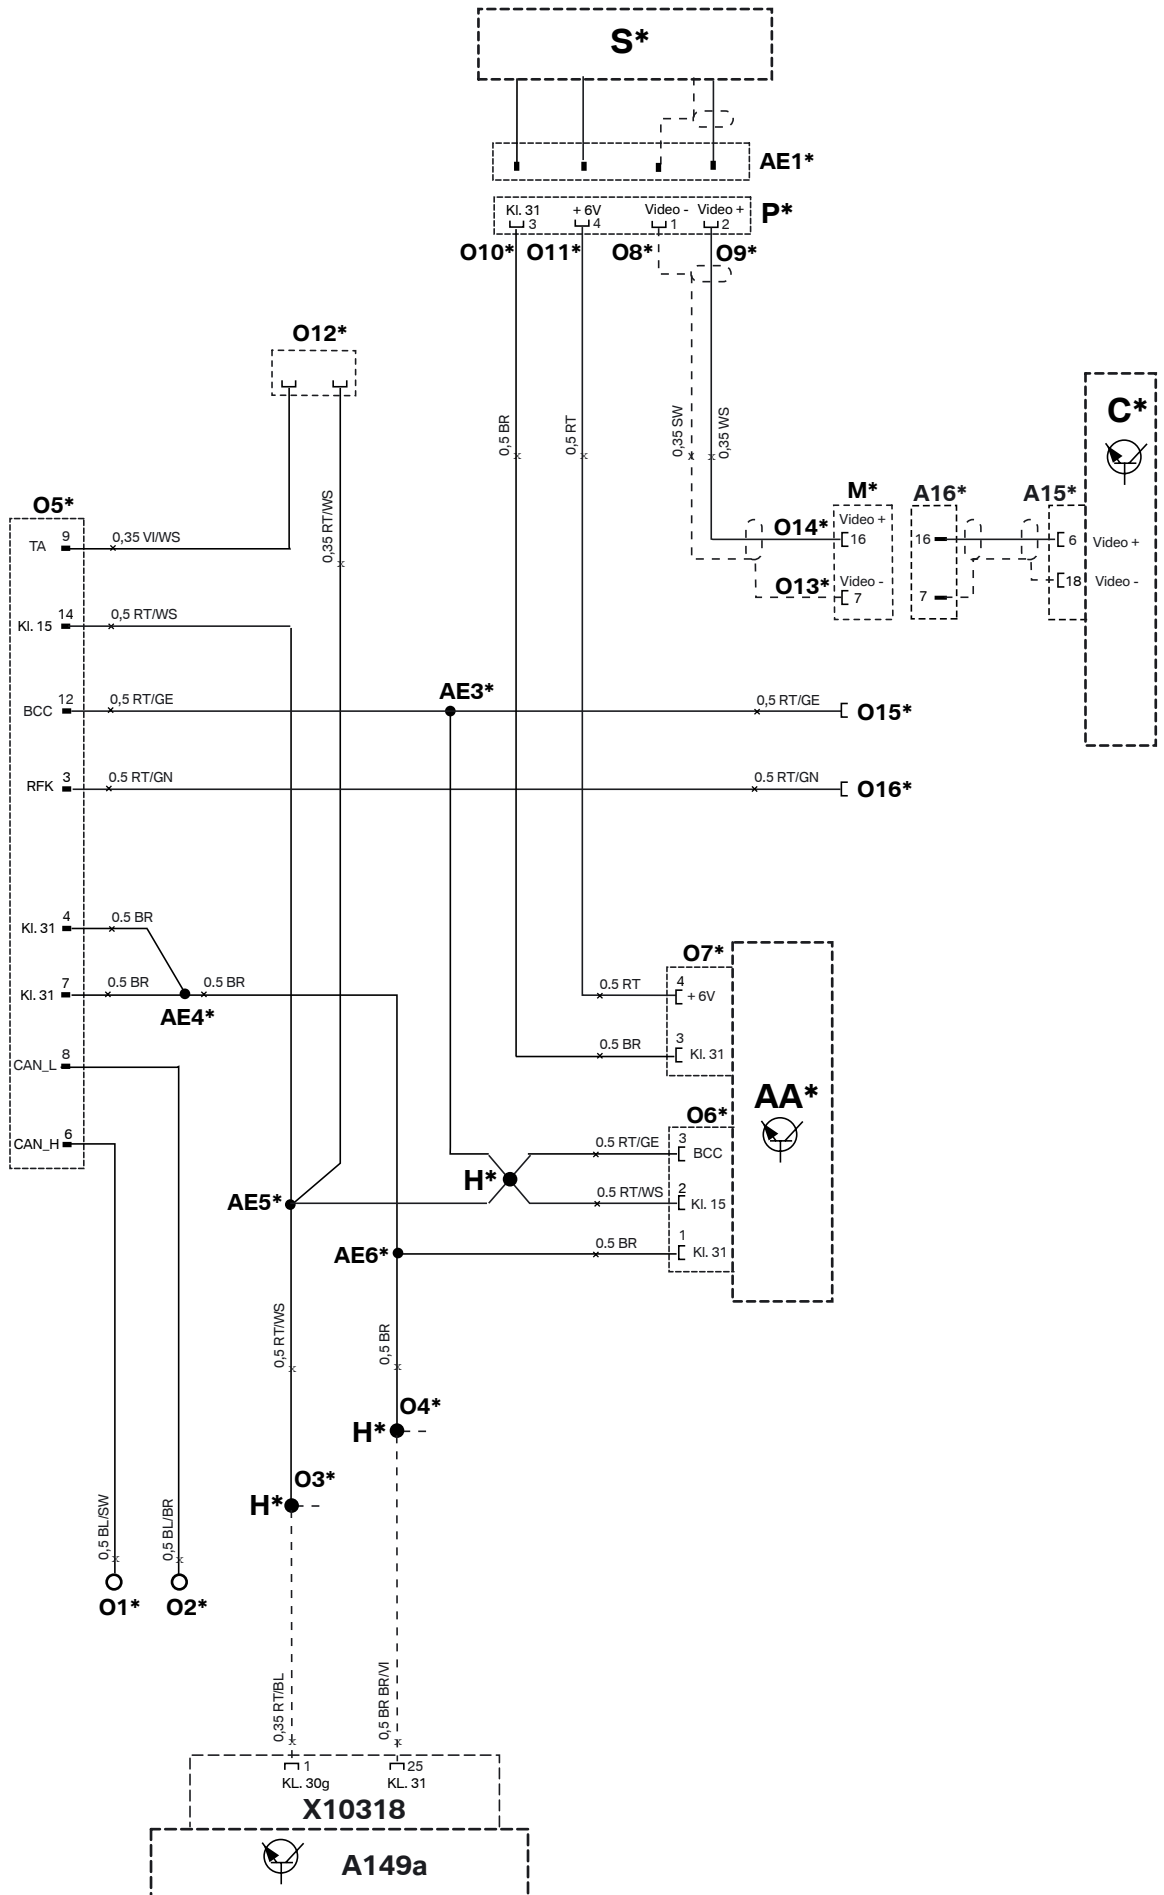 S*
AE1*
Kl. 31
+ 6V
Video -
Video +
P*
3
4
1
2
O10*
O11*
O8*
O9*
O12*
0,5 BR
0,5 RT
0,35 SW
0,35 WS
C*
O5*
M*
A16*
A15*
TA
9
0,35 VI/WS
0,35 RT/WS
O14*
Video +
16
16
6
Video +
O13*
Video -
7
7
18
Video -
Kl. 15
14
0,5 RT/WS
AE3*
BCC
12
0,5 RT/GE
0,5 RT/GE
O15*
RFK
3
0.5 RT/GN
0.5 RT/GN
O16*
Kl. 31
4
0.5 BR
O7*
Kl. 31
7
0.5 BR
0.5 BR
AE4*
0.5 RT
4
+ 6V
CAN_L
8
0.5 BR
3
Kl. 31
AA*
CAN_H
6
O6*
0.5 RT/GE
3
BCC
H*
AE5*
0.5 RT/WS
2
Kl. 15
AE6*
0.5 BR
1
Kl. 31
0,5 RT/WS
0,5 BR
O4*
H*
O3*
H*
0,5 BL/SW
0,5 BL/BR
O1*
O2*
0,35 RT/BL
0,5 BR BR/VI
1
25
KL. 30g
KL. 31
X10318
A149a